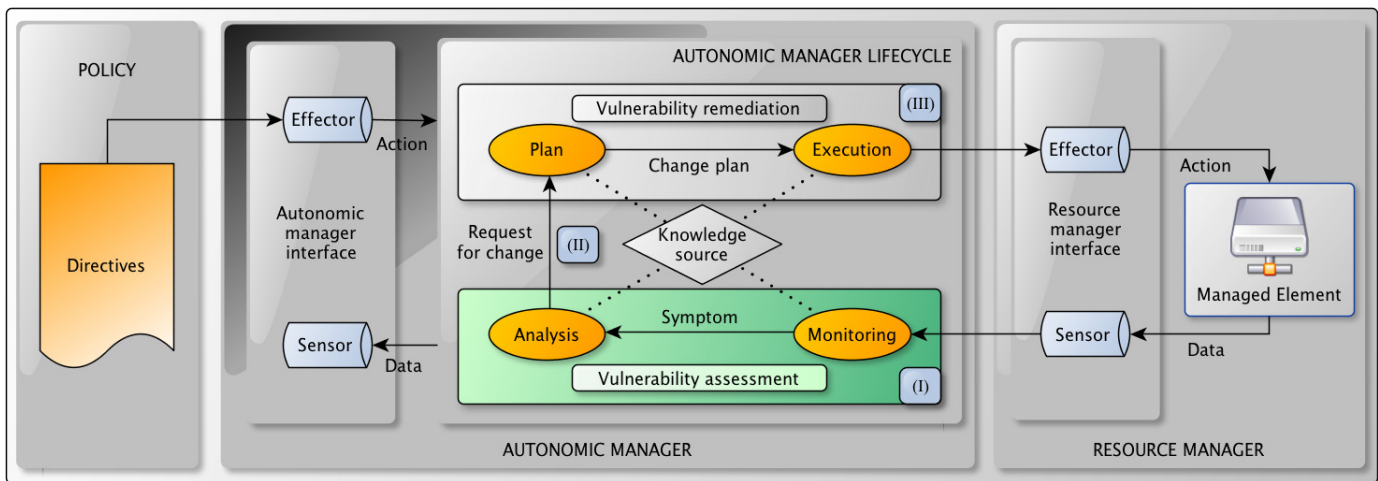 POLICY
Directives
Effector
Action
Autonomic
manager
interface
Sensor
Data
AUTONOMIC MANAGER LIFECYCLE
Vulnerability remediation
(III)
Plan
Change plan
Execution
Request
for change
(II)
Knowledge
source
Analysis
Symptom
Monitoring
Vulnerability assessment
(I)
AUTONOMIC MANAGER
Effector
Action
Resource
manager
interface
Managed Element
Sensor
Data
RESOURCE MANAGER